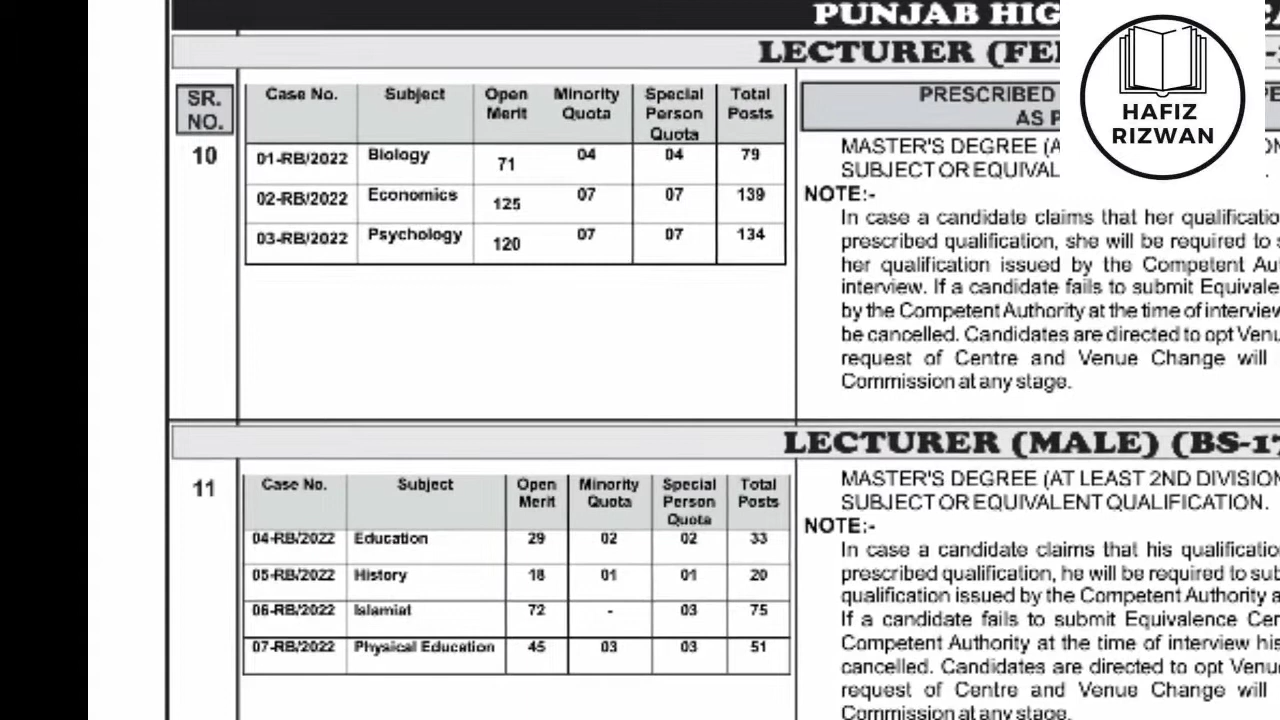 PUNJAB HIG
LECTURER (FE
HAFIZ
RIZWAN
SR. NO.
Case No. Subject Open Merit Minority Quota Special Person Quota Total Posts
10
01-RB/2022 Biology 71 04 04 79
02-RB/2022 Economics 125 07 07 139
03-RB/2022 Psychology 120 07 07 134
PRESCRIBED
AS P
MASTER'S DEGREE (A
SUBJECT OR EQUIVAL
NOTE:-
In case a candidate claims that her qualificatio
prescribed qualification, she will be required to s
her qualification issued by the Competent Au
interview. If a candidate fails to submit Equivale
by the Competent Authority at the time of interview
be cancelled. Candidates are directed to opt Venu
request of Centre and Venue Change will
Commission at any stage.
LECTURER (MALE) (BS-17
11
Case No. Subject Open Merit Minority Quota Special Person Quota Total Posts
04-RB/2022 Education 29 02 02 33
05-RB/2022 History 18 01 01 20
06-RB/2022 Islamiat 72 - 03 75
07-RB/2022 Physical Education 45 03 03 51
MASTER'S DEGREE (AT LEAST 2ND DIVISION
SUBJECT OR EQUIVALENT QUALIFICATION.
NOTE:-
In case a candidate claims that his qualificatio
prescribed qualification, he will be required to sub
qualification issued by the Competent Authority a
If a candidate fails to submit Equivalence Cer
Competent Authority at the time of interview his
cancelled. Candidates are directed to opt Venu
request of Centre and Venue Change will
Commission at any stage.